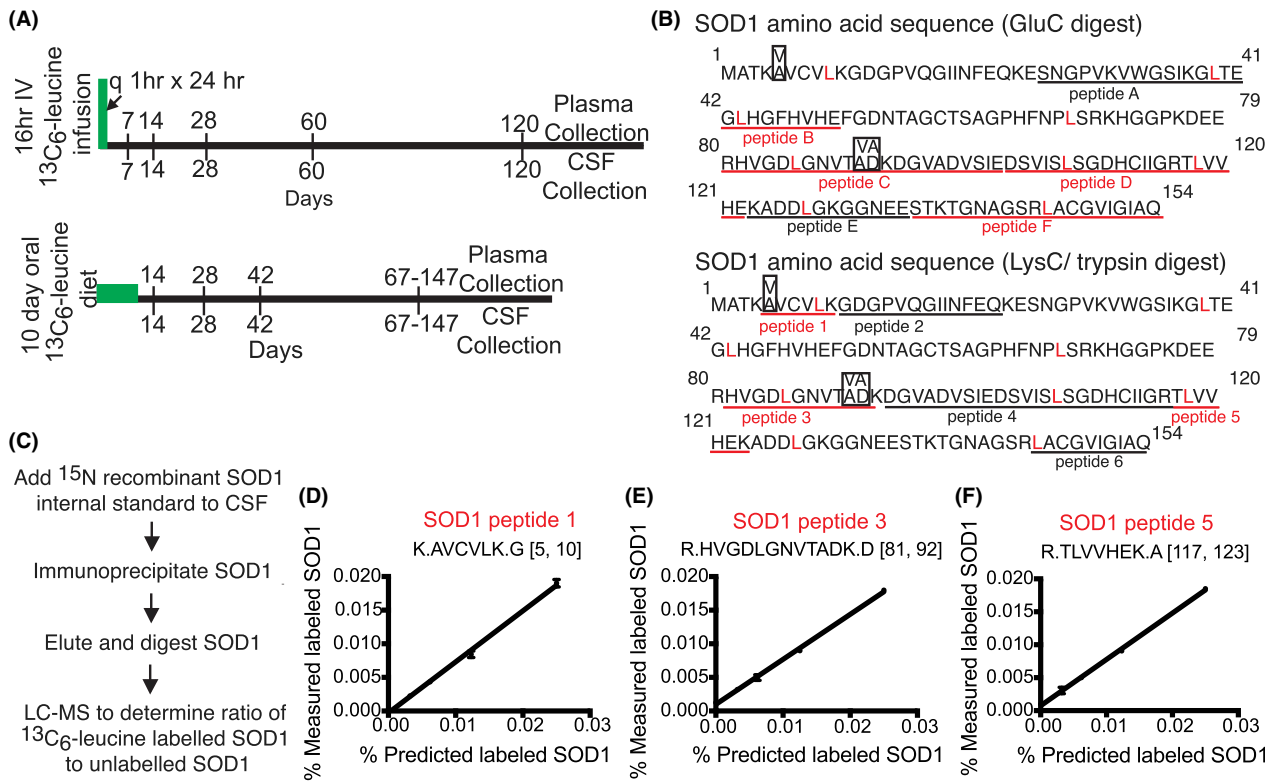 (A)
16hr IV
13C6-leucine
infusion
q 1hr x 24 hr
7 14 28 60 120
Plasma
Collection
7 14 28 60 120
CSF
Collection
Days
10 day oral
13C6-leucine
diet
14 28 42 67-147
Plasma
Collection
14 28 42 67-147
CSF
Collection
Days
(B)
SOD1 amino acid sequence (GluC digest)
1 41
V
MATKAVCVLKGDGPVQGIINFEQKESNGPVKVWGSIKGLTE
peptide A
42 79
GLHGFHVHEFGDNTAGCTSAGPHFNPLSRKHGGPKDEE
peptide B
80 120
VA
RHVGDLGNVTADKDGVADVSIEDSVISLSGDHCIIGRTLVV
peptide C peptide D
121 154
HEKADDLGKGGNEESTKTGNAGSRLACGVIGIAQ
peptide E peptide F
SOD1 amino acid sequence (LysC/ trypsin digest)
1 41
V
MATKAVCVLKGDGPVQGIINFEQKESNGPVKVWGSIKGLTE
peptide 1 peptide 2
42 79
GLHGFHVHEFGDNTAGCTSAGPHFNPLSRKHGGPKDEE
80 120
VA
RHVGDLGNVTADKDGVADVSIEDSVISLSGDHCIIGRTLVV
peptide 3 peptide 4 peptide 5
121 154
HEKADDLGKGGNEESTKTGNAGSRLACGVIGIAQ
peptide 6
(C)
Add 15N recombinant SOD1
internal standard to CSF
Immunoprecipitate SOD1
Elute and digest SOD1
LC-MS to determine ratio of
13C6-leucine labelled SOD1
to unlabelled SOD1
(D)
SOD1 peptide 1
K.AVCVLK.G [5, 10]
% Measured labeled SOD1
0.020
0.015
0.010
0.005
0.000
0.00 0.01 0.02 0.03
% Predicted labeled SOD1
(E)
SOD1 peptide 3
R.HVGDLGNVTADK.D [81, 92]
% Measured labeled SOD1
0.020
0.015
0.010
0.005
0.000
0.00 0.01 0.02 0.03
% Predicted labeled SOD1
(F)
SOD1 peptide 5
R.TLVVHEK.A [117, 123]
% Measured labeled SOD1
0.020
0.015
0.010
0.005
0.000
0.00 0.01 0.02 0.03
% Predicted labeled SOD1